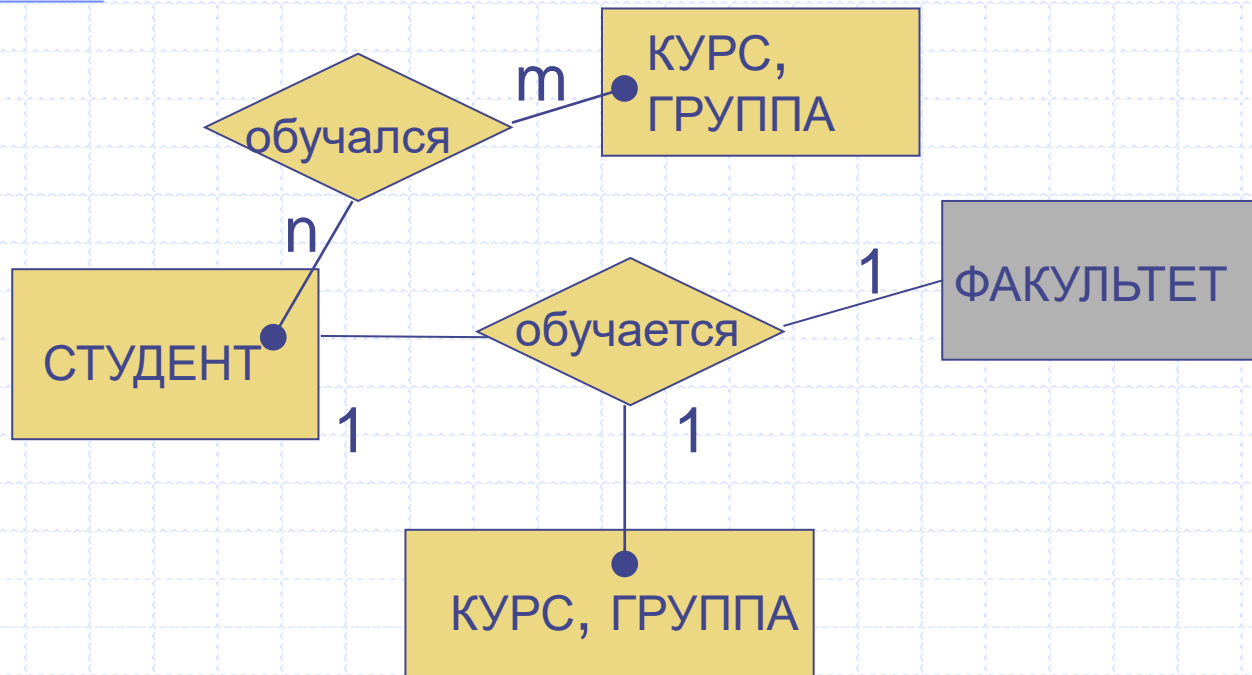 КУРС,
ГРУППА
m
обучался
n
1
ФАКУЛЬТЕТ
обучается
СТУДЕНТ
1
1
КУРС, ГРУППА